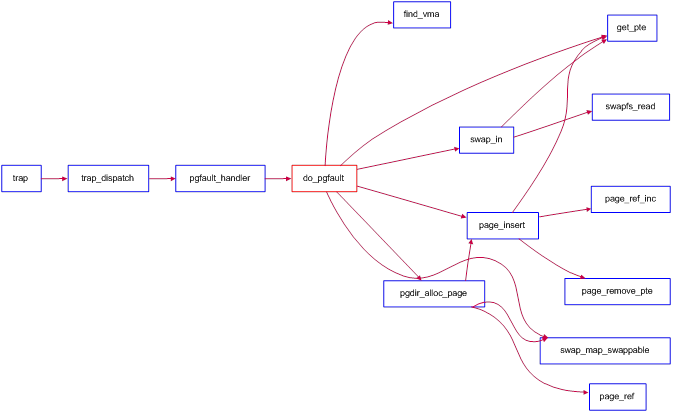 find_vma
get_pte
swapfs_read
swap_in
trap
trap_dispatch
pgfault_handler
do_pgfault
page_ref_inc
page_insert
page_remove_pte
pgdir_alloc_page
swap_map_swappable
page_ref